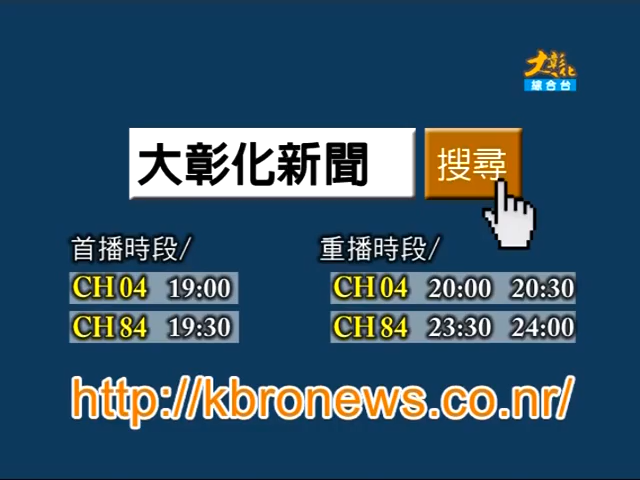 大彰化
綜合台
大彰化新聞 搜尋
首播時段/ 重播時段/
CH04 19:00 CH04 20:00 20:30
CH84 19:30 CH84 23:30 24:00
http://kbronews.co.nr/